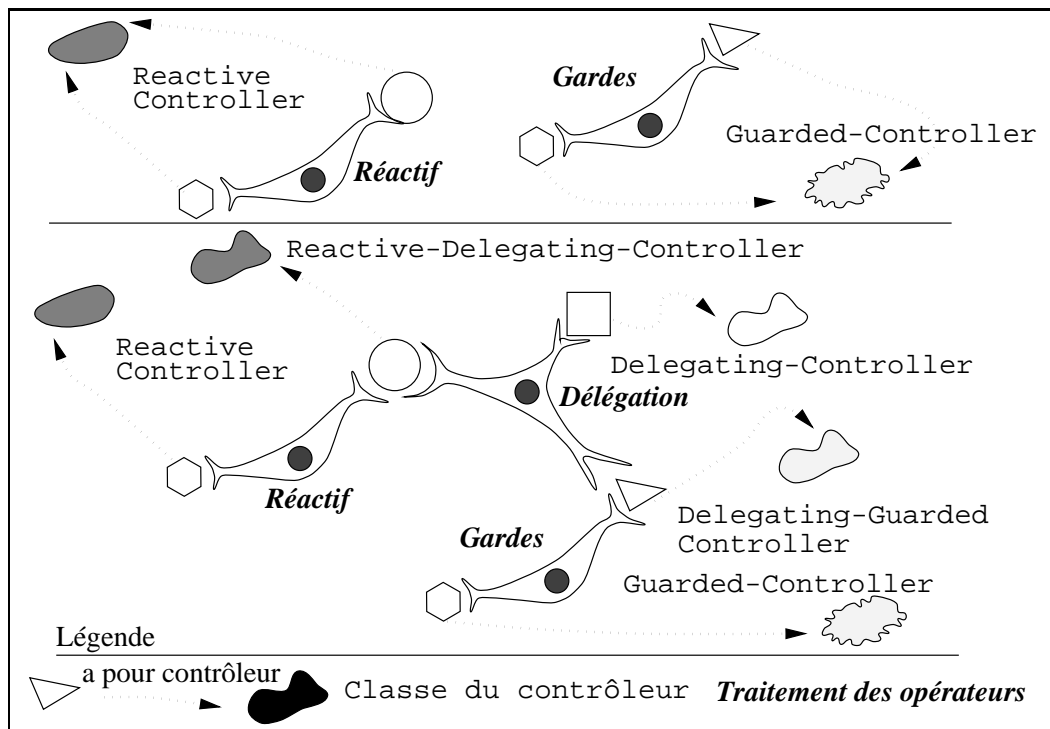 Reactive
Controller
Réactif
Gardes
Guarded-Controller
Reactive-Delegating-Controller
Reactive
Controller
Delegating-Controller
Délégation
Réactif
Gardes
Delegating-Guarded
Controller
Guarded-Controller
Légende
a pour contrôleur
Classe du contrôleur
Traitement des opérateurs